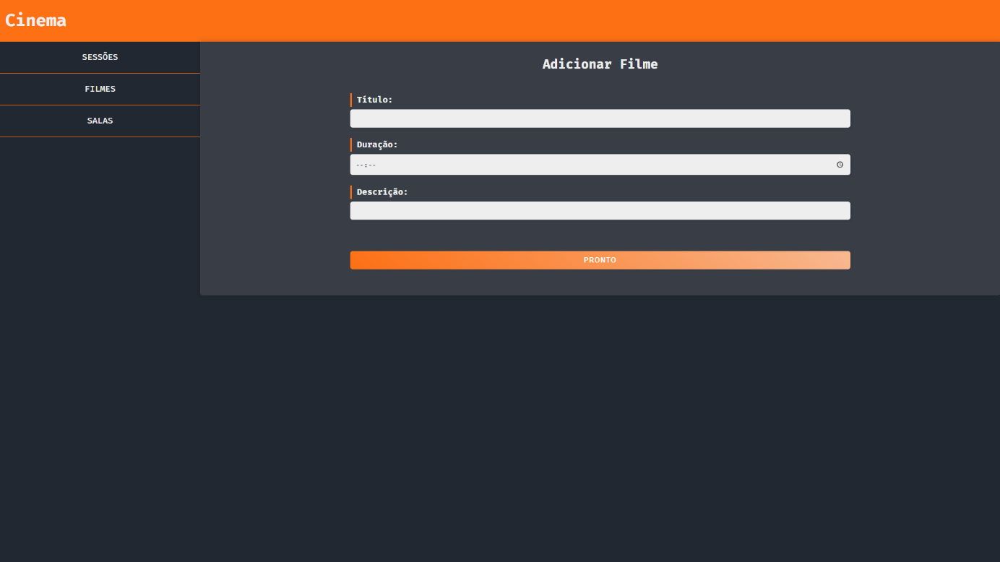 Cinema
SESSÕES
FILMES
SALAS
Adicionar Filme
Título:
Duração:
--:--
Descrição:
PRONTO